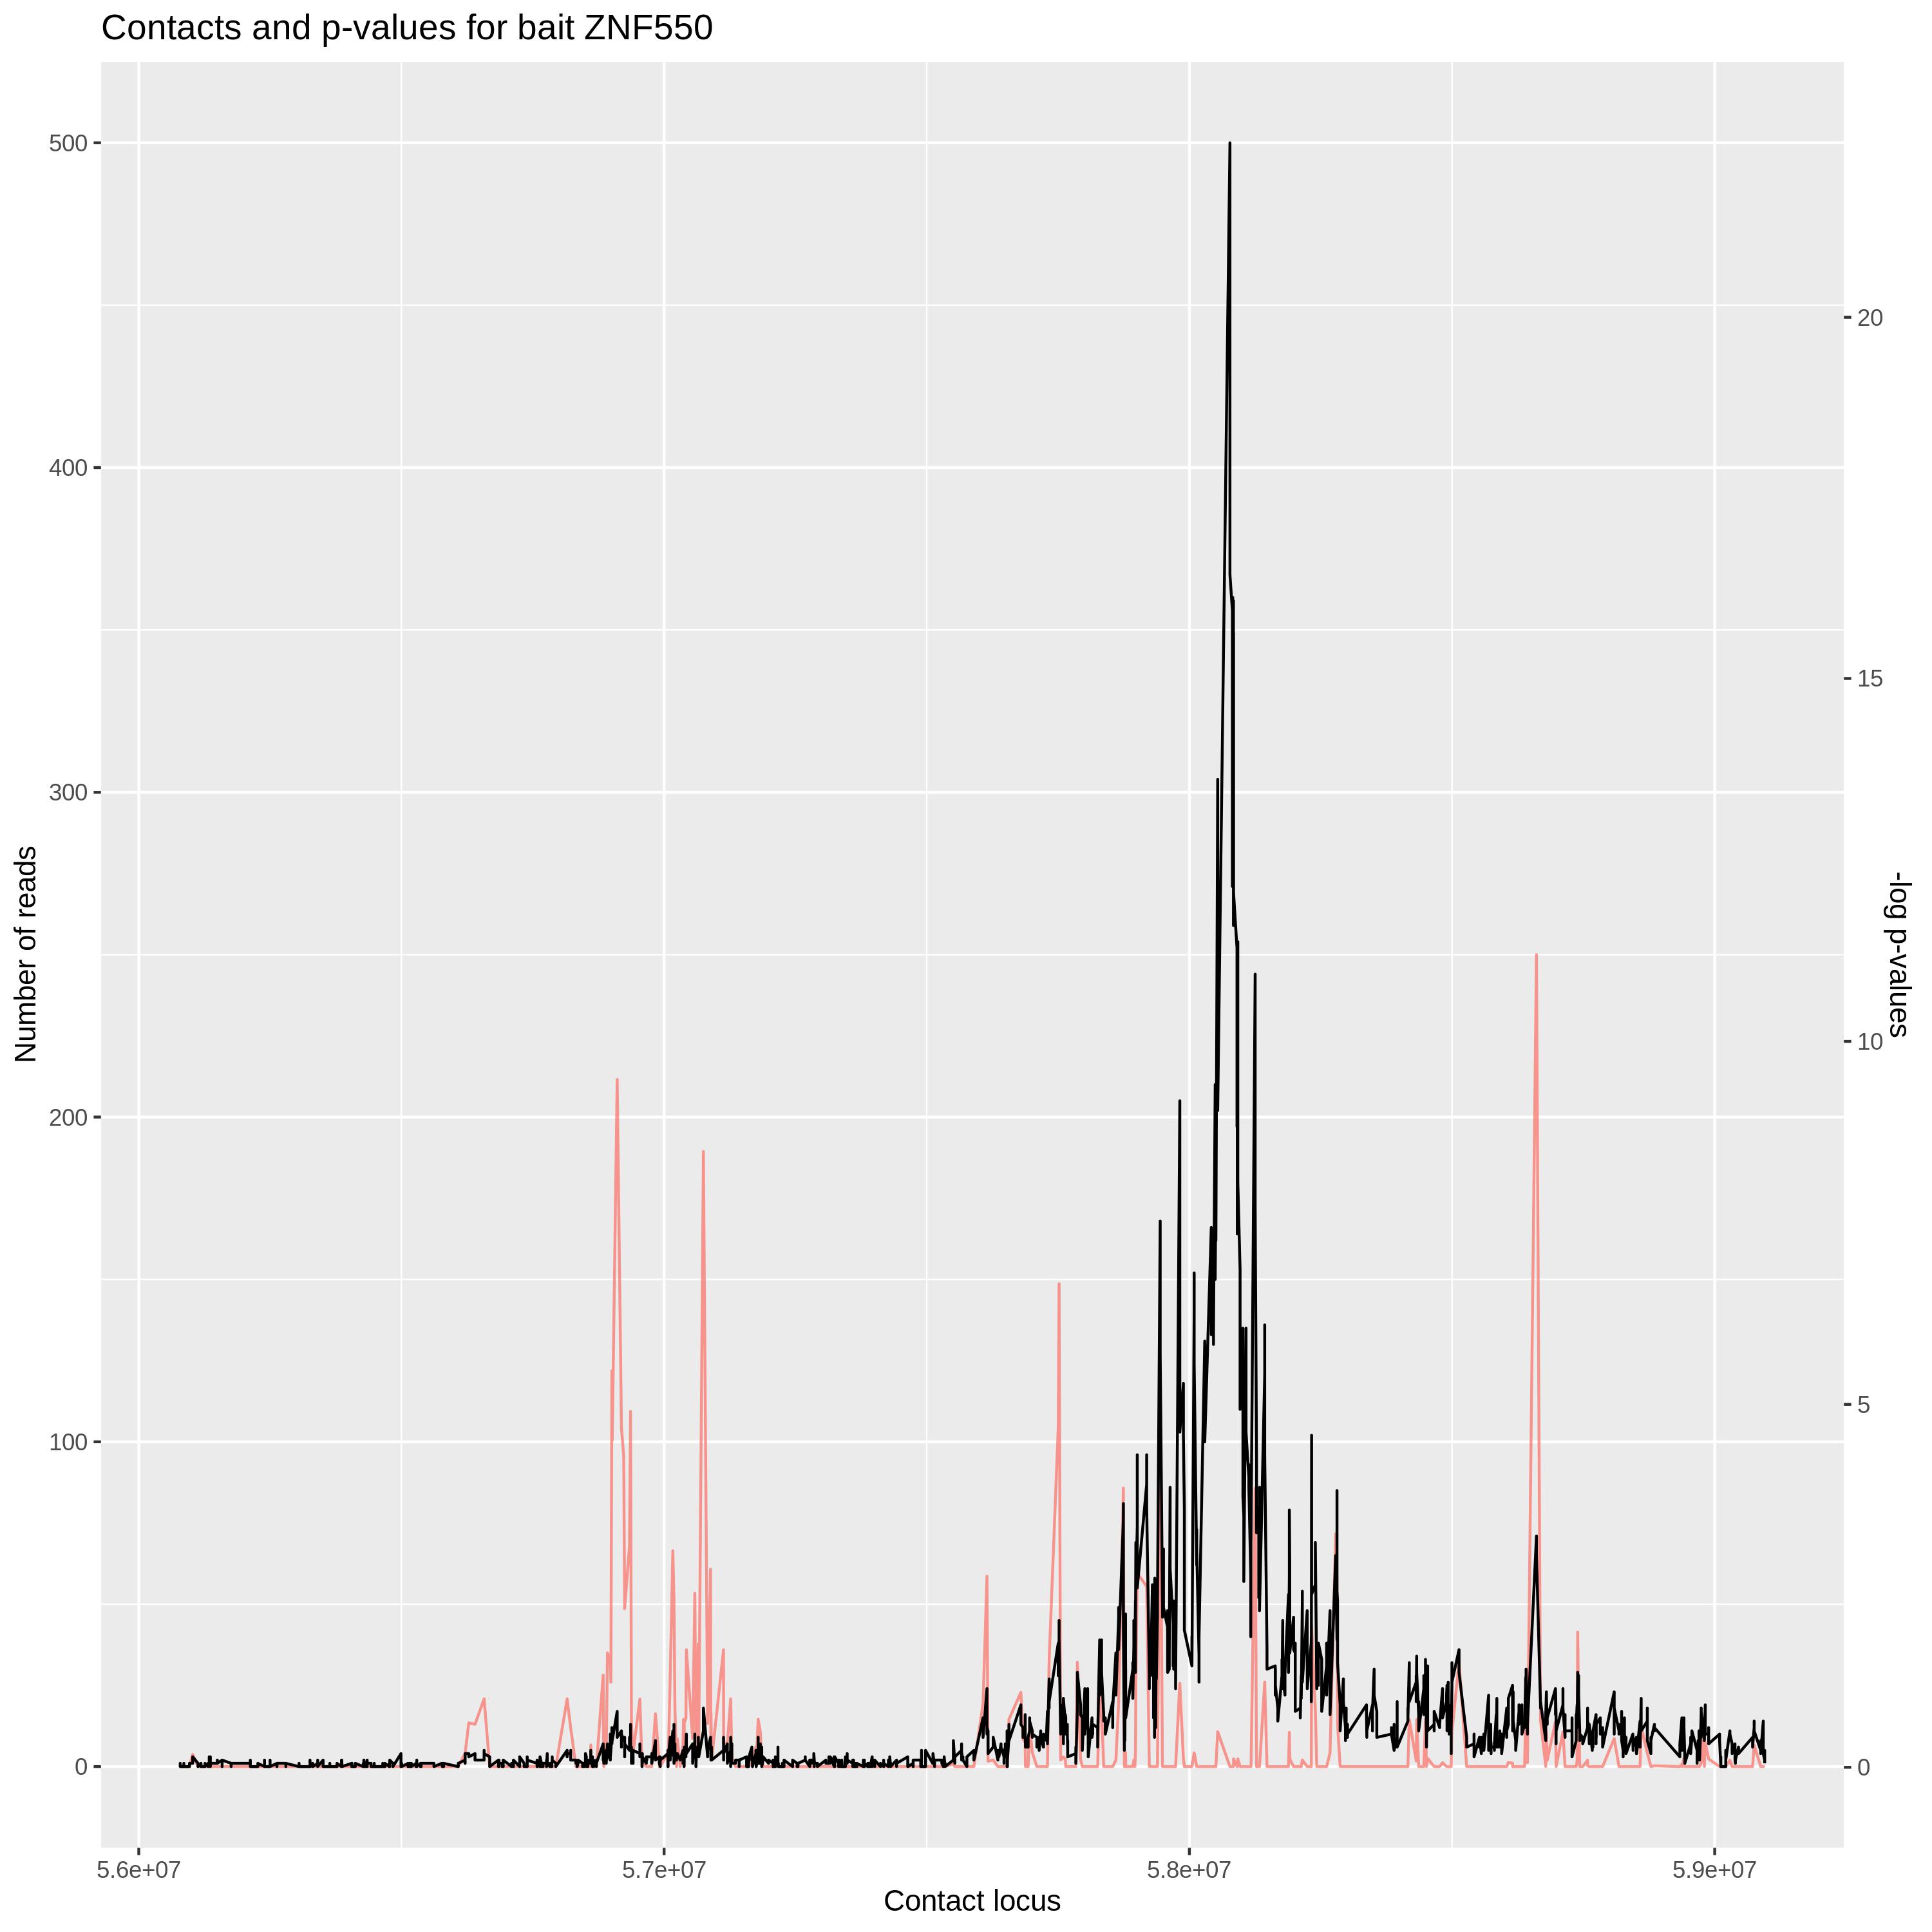 Contacts and p-values for bait ZNF550
500
400
300
200
100
0
Number of reads
20
15
10
5
0
-log p-values
5.6e+07
5.7e+07
5.8e+07
5.9e+07
Contact locus